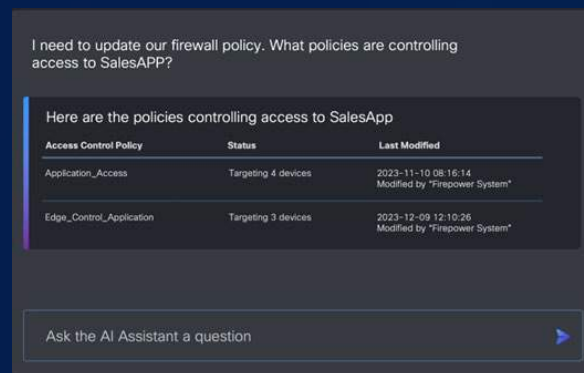 I need to update our firewall policy. What policies are controlling
access to SalesAPP?
Here are the policies controlling access to SalesApp
Access Control Policy Status Last Modified
Application_Access Targeting 4 devices 2023-11-10 08:16:14
Modified by "Firepower System"
Edge_Control_Application Targeting 3 devices 2023-12-09 12:10:26
Modified by "Firepower System"
Ask the AI Assistant a question